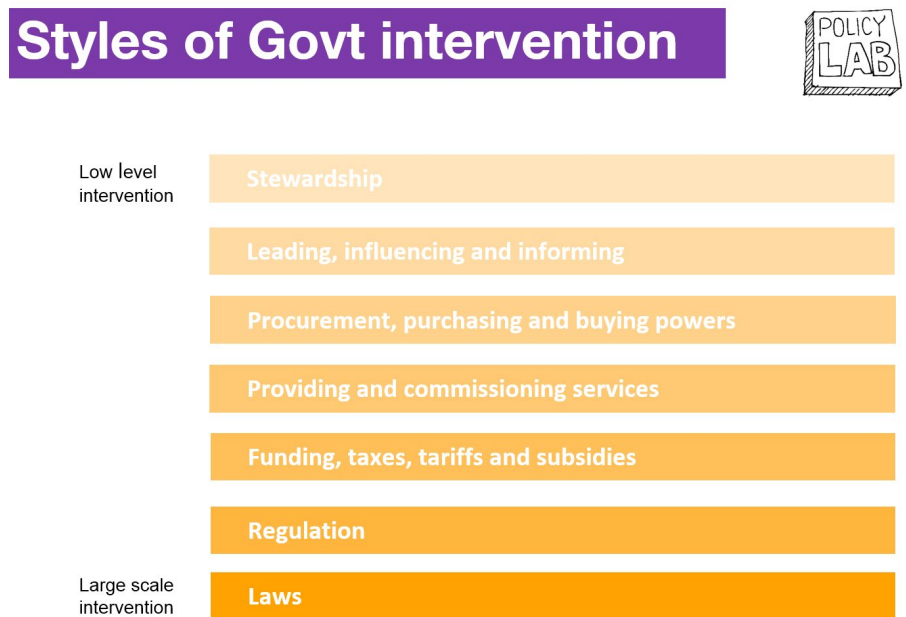 Styles of Govt intervention
POLICY
LAB
Low level
intervention
Stewardship
Leading, influencing and informing
Procurement, purchasing and buying powers
Providing and commissioning services
Funding, taxes, tariffs and subsidies
Regulation
Large scale
intervention
Laws